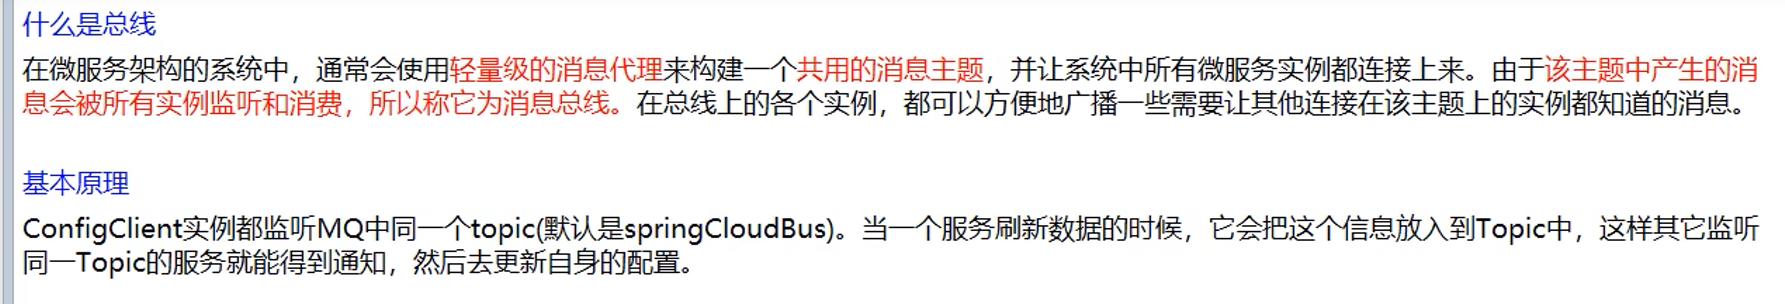 什么是总线
在微服务架构的系统中，通常会使用轻量级的消息代理来构建一个共用的消息主题，并让系统中所有微服务实例都连接上来。由于该主题中产生的消
息会被所有实例监听和消费，所以称它为消息总线。在总线上的各个实例，都可以方便地广播一些需要让其他连接在该主题上的实例都知道的消息。
基本原理
ConfigClient实例都监听MQ中同一个topic(默认是springCloudBus)。当一个服务刷新数据的时候，它会把这个信息放入到Topic中，这样其它监听
同一Topic的服务就能得到通知，然后去更新自身的配置。